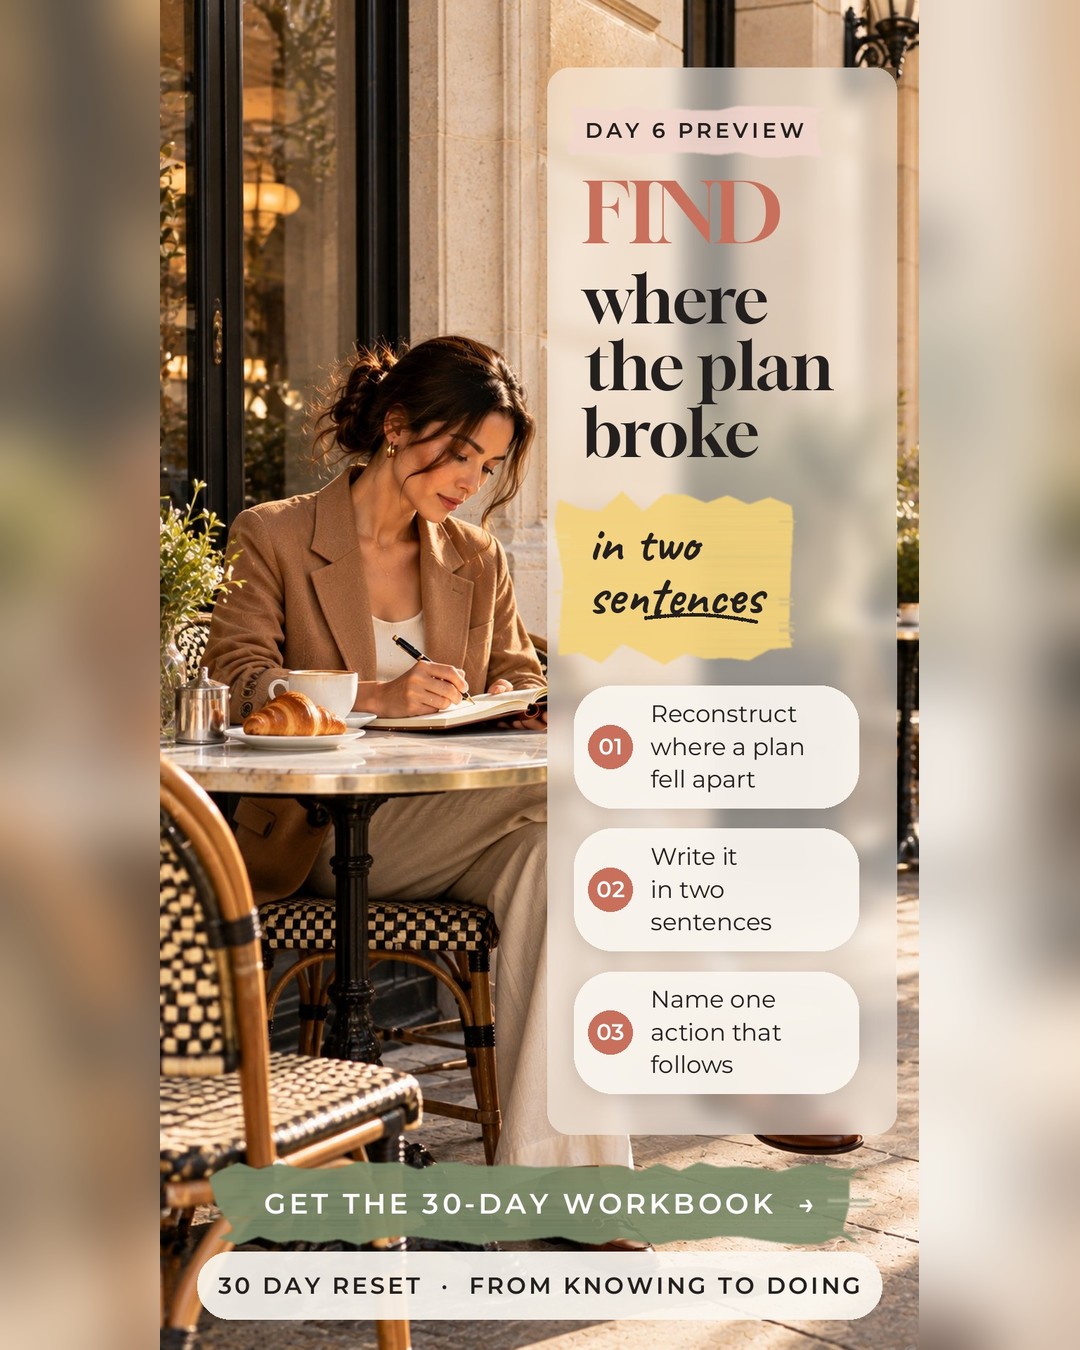 DAY 6 PREVIEW
FIND
where
the plan
broke
in two
sentences
01
Reconstruct
where a plan
fell apart
02
Write it
in two
sentences
03
Name one
action that
follows
GET THE 30-DAY WORKBOOK →
30 DAY RESET · FROM KNOWING TO DOING